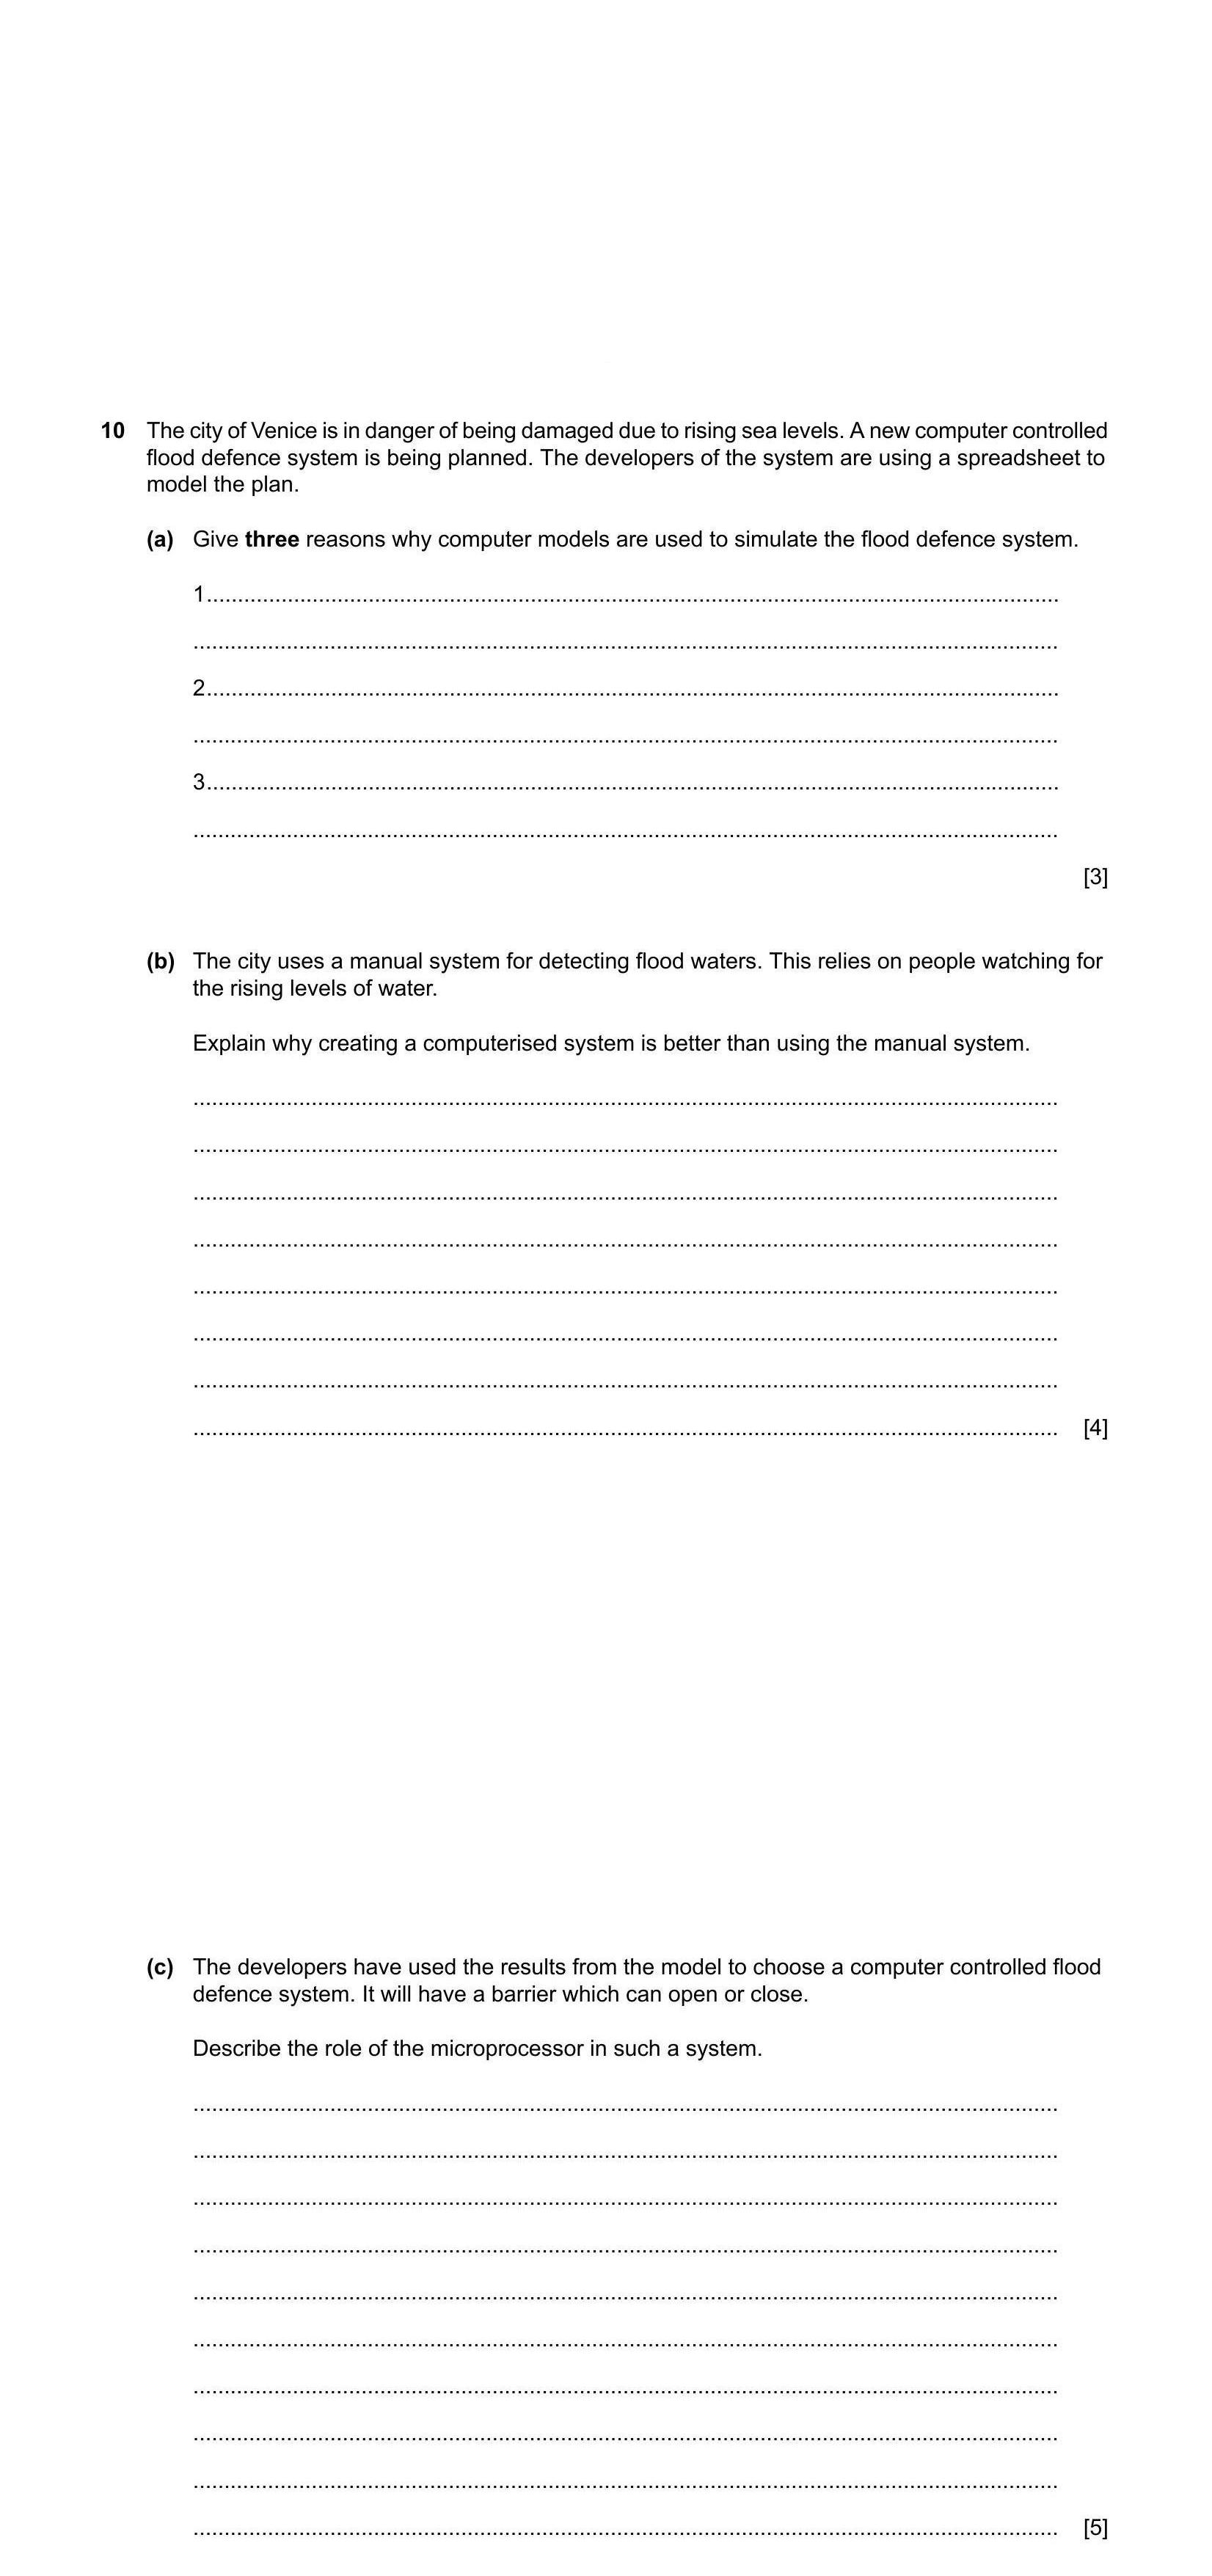 10 The city of Venice is in danger of being damaged due to rising sea levels. A new computer controlled
flood defence system is being planned. The developers of the system are using a spreadsheet to
model the plan.
(a) Give three reasons why computer models are used to simulate the flood defence system.
1..........................................................................................................................................
..........................................................................................................................................
2..........................................................................................................................................
..........................................................................................................................................
3..........................................................................................................................................
..........................................................................................................................................
[3]
(b) The city uses a manual system for detecting flood waters. This relies on people watching for
the rising levels of water.
Explain why creating a computerised system is better than using the manual system.
..........................................................................................................................................
..........................................................................................................................................
..........................................................................................................................................
..........................................................................................................................................
..........................................................................................................................................
..........................................................................................................................................
..........................................................................................................................................
.......................................................................................................................................... [4]
(c) The developers have used the results from the model to choose a computer controlled flood
defence system. It will have a barrier which can open or close.
Describe the role of the microprocessor in such a system.
..........................................................................................................................................
..........................................................................................................................................
..........................................................................................................................................
..........................................................................................................................................
..........................................................................................................................................
..........................................................................................................................................
..........................................................................................................................................
..........................................................................................................................................
..........................................................................................................................................
.......................................................................................................................................... [5]